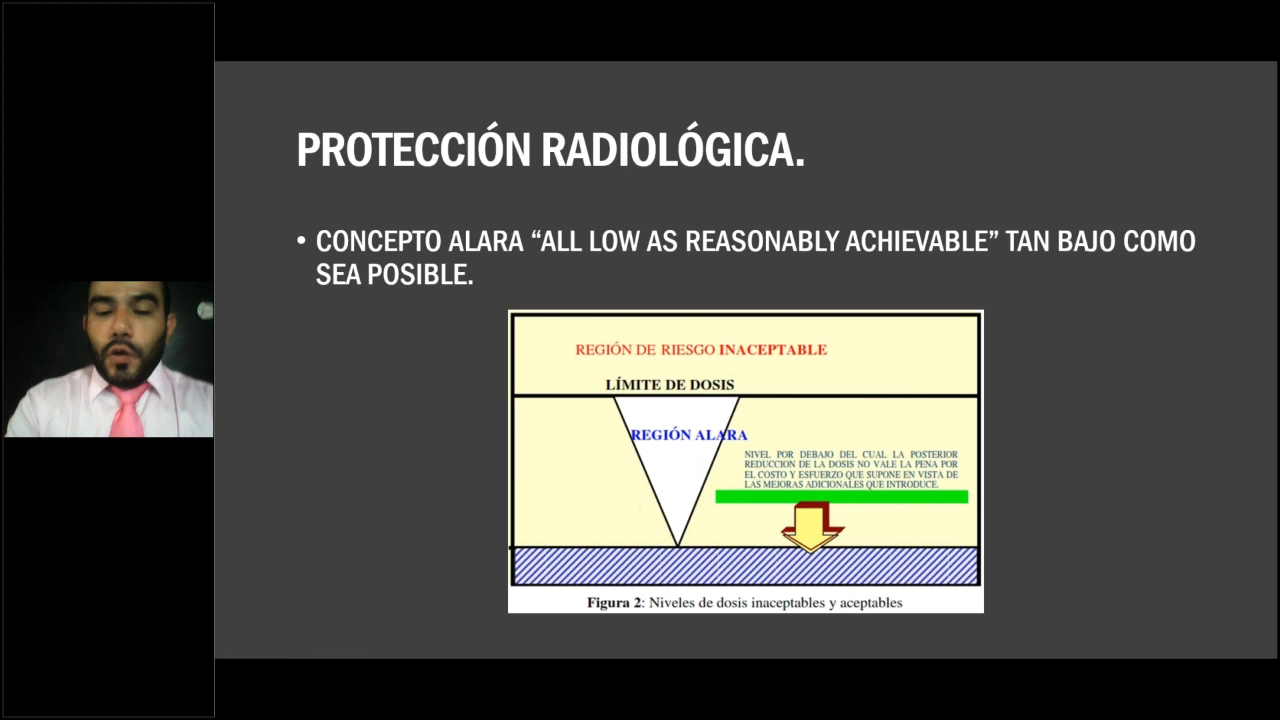 PROTECCIÓN RADIOLÓGICA.
• CONCEPTO ALARA “ALL LOW AS REASONABLY ACHIEVABLE” TAN BAJO COMO
SEA POSIBLE.
REGIÓN DE RIESGO INACEPTABLE
LÍMITE DE DOSIS
REGIÓN ALARA
NIVEL POR DEBAJO DEL CUAL LA POSTERIOR
REDUCCION DE LA DOSIS NO VALE LA PENA POR
EL COSTO Y ESFUERZO QUE SUPONE EN VISTA DE
LAS MEJORAS ADICIONALES QUE INTRODUCE.
Figura 2: Niveles de dosis inaceptables y aceptables